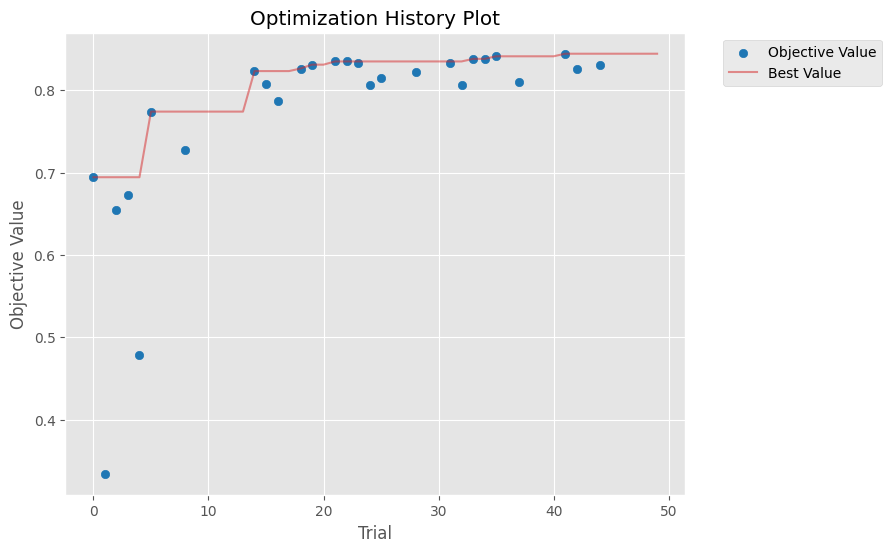 Optimization History Plot
Objective Value
Best Value
Objective Value
0.8
0.7
0.6
0.5
0.4
0 10 20 30 40 50
Trial